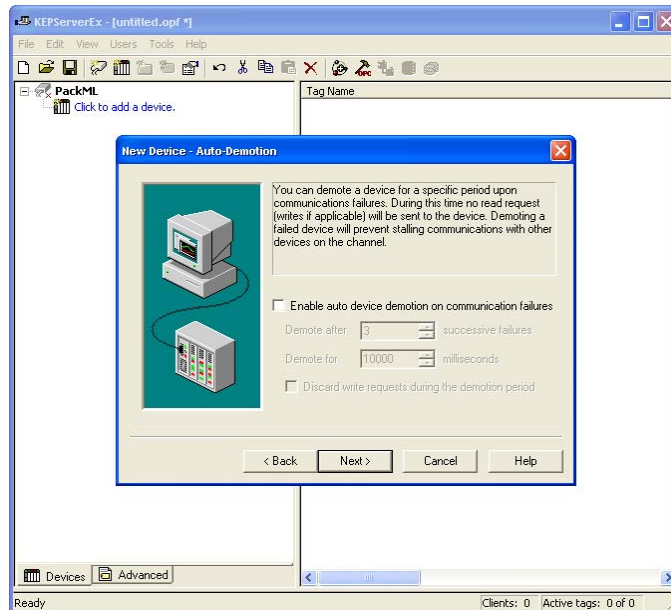 KEPServerEx - [untitled.opf *]
File Edit View Users Tools Help
PackML
Click to add a device.
Tag Name
New Device - Auto-Demotion
You can demote a device for a specific period upon
communications failures. During this time no read request
(writes if applicable) will be sent to the device. Demoting a
failed device will prevent stalling communications with other
devices on the channel.
Enable auto device demotion on communication failures
Demote after 3 successive failures
Demote for 10000 milliseconds
Discard write requests during the demotion period
< Back Next > Cancel Help
Devices Advanced
Ready Clients: 0 Active tags: 0 of 0